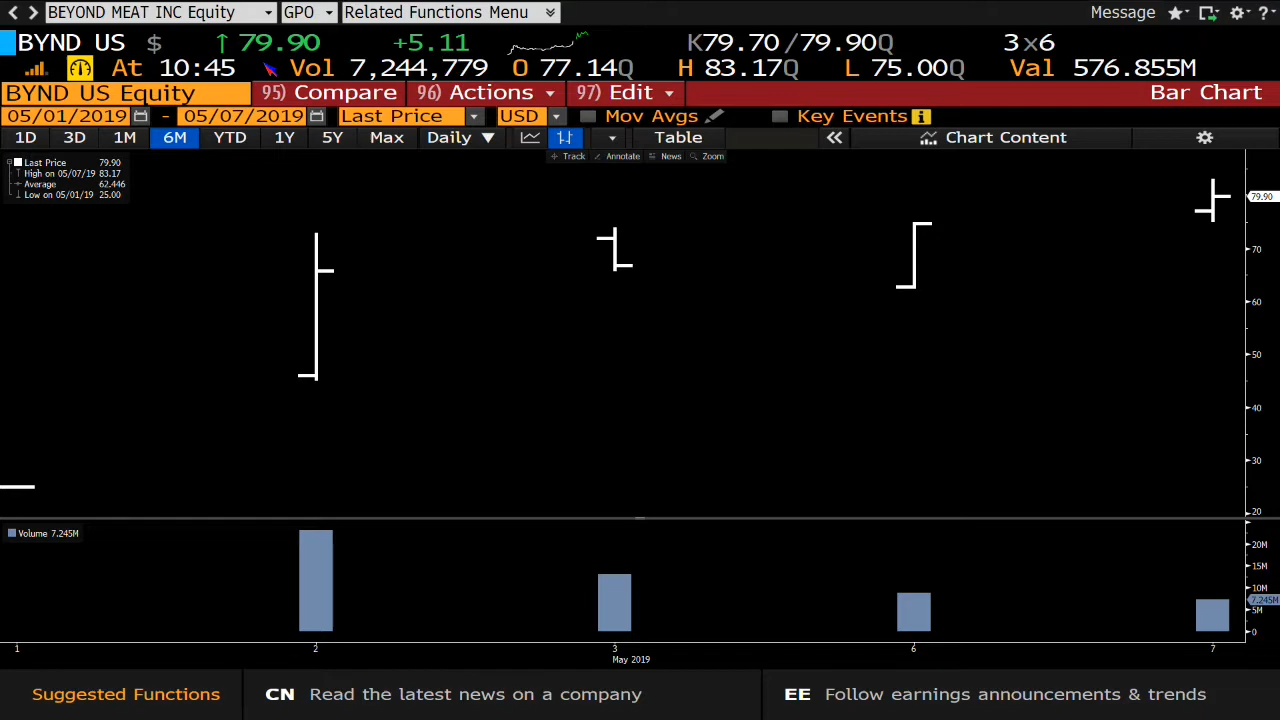 BEYOND MEAT INC Equity GPO Related Functions Menu Message ?
BYND US $ ↑ 79.90 +5.11 K79.70 /79.90Q 3 x6
At 10:45 Vol 7,244,779 O 77.14Q H 83.17Q L 75.00Q Val 576.855M
BYND US Equity 95) Compare 96) Actions 97) Edit Bar Chart
05/01/2019 - 05/07/2019 Last Price USD Mov Avgs Key Events i
1D 3D 1M 6M YTD 1Y 5Y Max Daily ▼ Table « Chart Content
Track Annotate News Zoom
Last Price 79.90
High on 05/07/19 83.17
Average 62.446
Low on 05/01/19 25.00
79.90
70
60
50
40
30
20
Volume 7.245M
20M
15M
10M
7.245M
5M
0
1 2 3 6 7
May 2019
Suggested Functions CN Read the latest news on a company EE Follow earnings announcements & trends